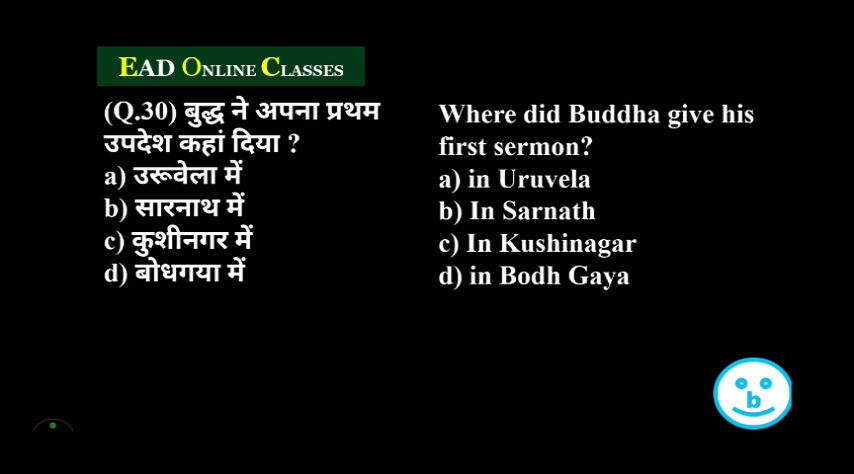 EAD ONLINE CLASSES
(Q.30) बुद्ध ने अपना प्रथम
उपदेश कहां दिया ?
a) उरूवेला में
b) सारनाथ में
c) कुशीनगर में
d) बोधगया में
Where did Buddha give his
first sermon?
a) in Uruvela
b) In Sarnath
c) In Kushinagar
d) in Bodh Gaya
b